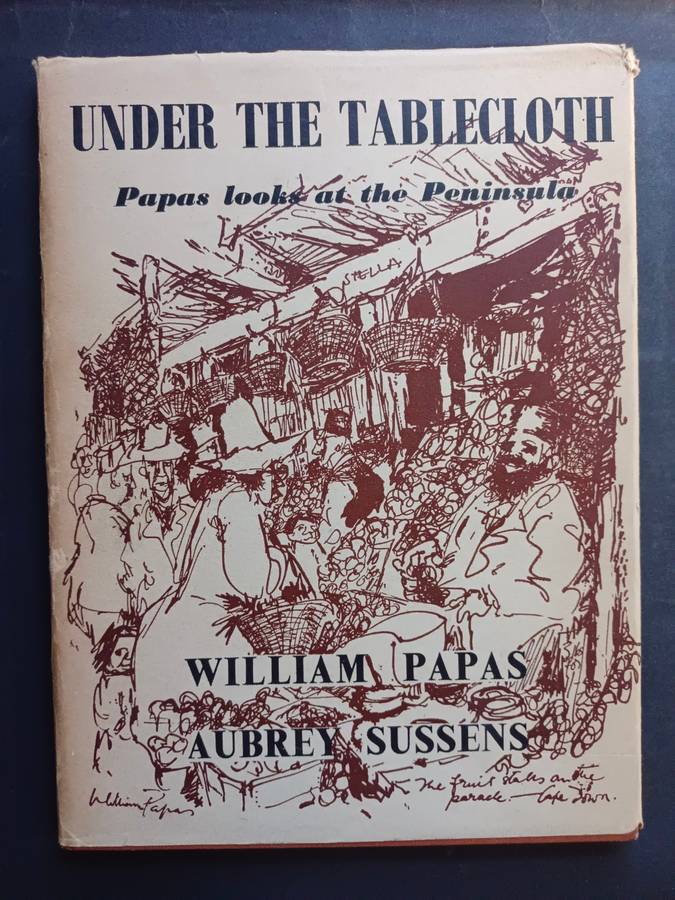 UNDER THE TABLECLOTH
Papas looks at the Peninsula
STELLA
WILLIAM PAPAS
AUBREY SUSSENS
William Papas
The fruit stalls on the
parade. Cape Town.